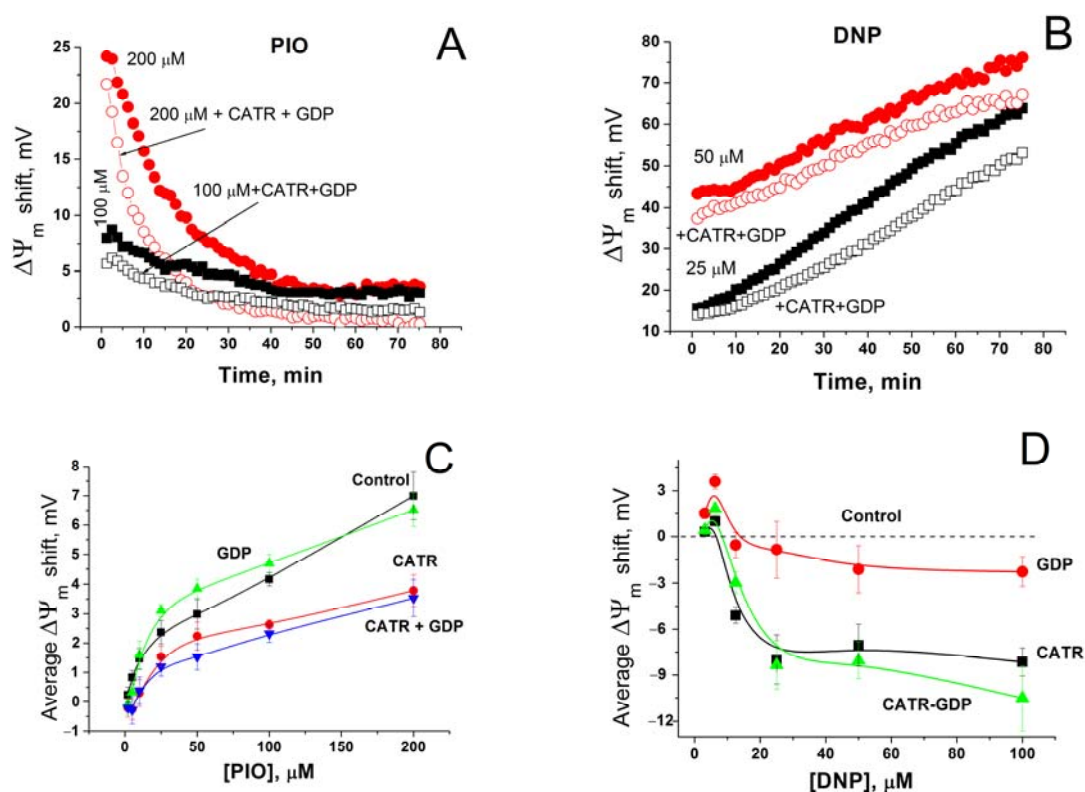 PIO
A
ΔΨm shift, mV
25
20
15
10
5
0
200 μM
200 μM + CATR + GDP
100 μM
100 μM+CATR+GDP
0 10 20 30 40 50 60 70 80
Time, min
DNP
B
ΔΨm shift, mV
80
70
60
50
40
30
20
10
50 μM
+CATR+GDP
25 μM
+CATR+GDP
0 10 20 30 40 50 60 70 80
Time, min
C
Average ΔΨm shift, mV
8
7
6
5
4
3
2
1
0
−1
Control
GDP
CATR
CATR + GDP
0 50 100 150 200
[PIO], μM
D
Average ΔΨm shift, mV
3
0
−3
−6
−9
−12
Control
GDP
CATR
CATR-GDP
0 20 40 60 80 100
[DNP], μM